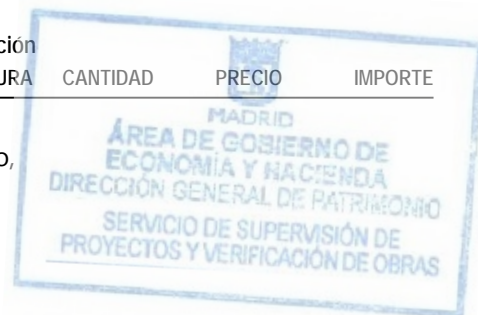 ción
URA CANTIDAD PRECIO IMPORTE
o,
MADRID
ÁREA DE GOBIERNO DE
ECONOMÍA Y HACIENDA
DIRECCIÓN GENERAL DE PATRIMONIO
SERVICIO DE SUPERVISIÓN DE
PROYECTOS Y VERIFICACIÓN DE OBRAS